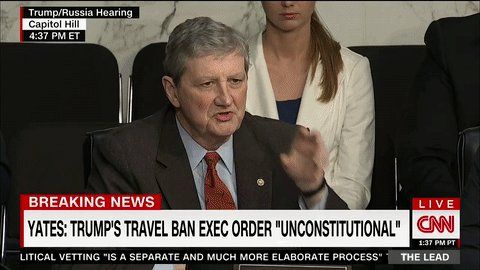 Trump/Russia Hearing
Capitol Hill
4:37 PM ET
BREAKING NEWS
YATES: TRUMP'S TRAVEL BAN EXEC ORDER "UNCONSTITUTIONAL"
LIVE
CNN
1:37 PM PT
LITICAL VETTING "IS A SEPARATE AND MUCH MORE ELABORATE PROCESS"
THE LEAD